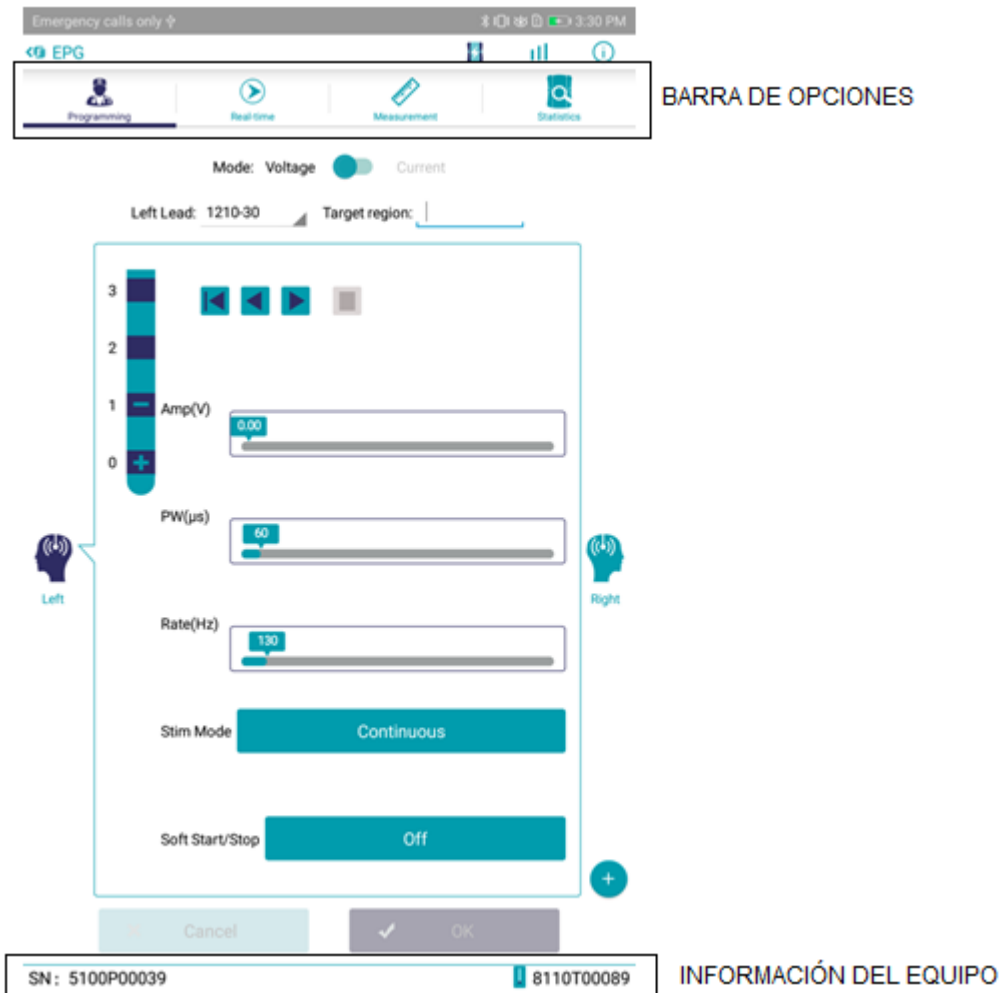 Emergency calls only
3:30 PM
EPG
Programming
Real-time
Measurement
Statistics
BARRA DE OPCIONES
Mode: Voltage Current
Left Lead: 1210-30 Target region:
3
2
1
0
Amp(V)
0.00
PW(µs)
60
Left
Right
Rate(Hz)
130
Stim Mode Continuous
Soft Start/Stop Off
Cancel
OK
SN: 5100P00039
8110T00089
INFORMACIÓN DEL EQUIPO